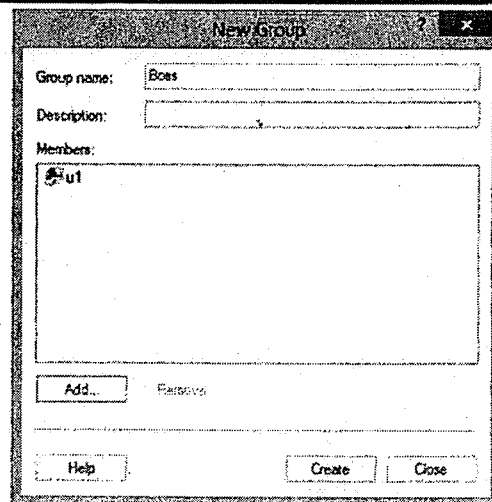 New Group
? x
Group name: Boss
Description:
Members:
u1
Add... Remove
Help Create Close